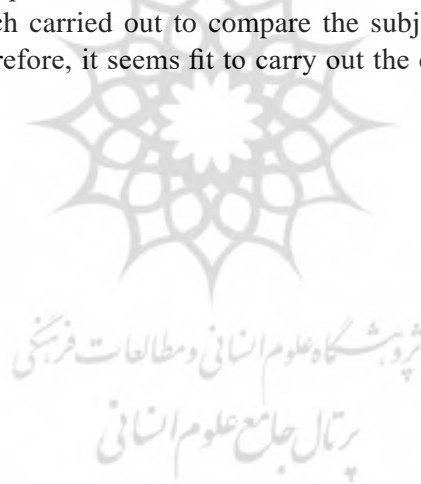 ch carried out to compare the subj
refore, it seems fit to carry out the
پژوهشگاه علوم انسانی و مطالعات فرهنگی
پرتال جامع علوم انسانی